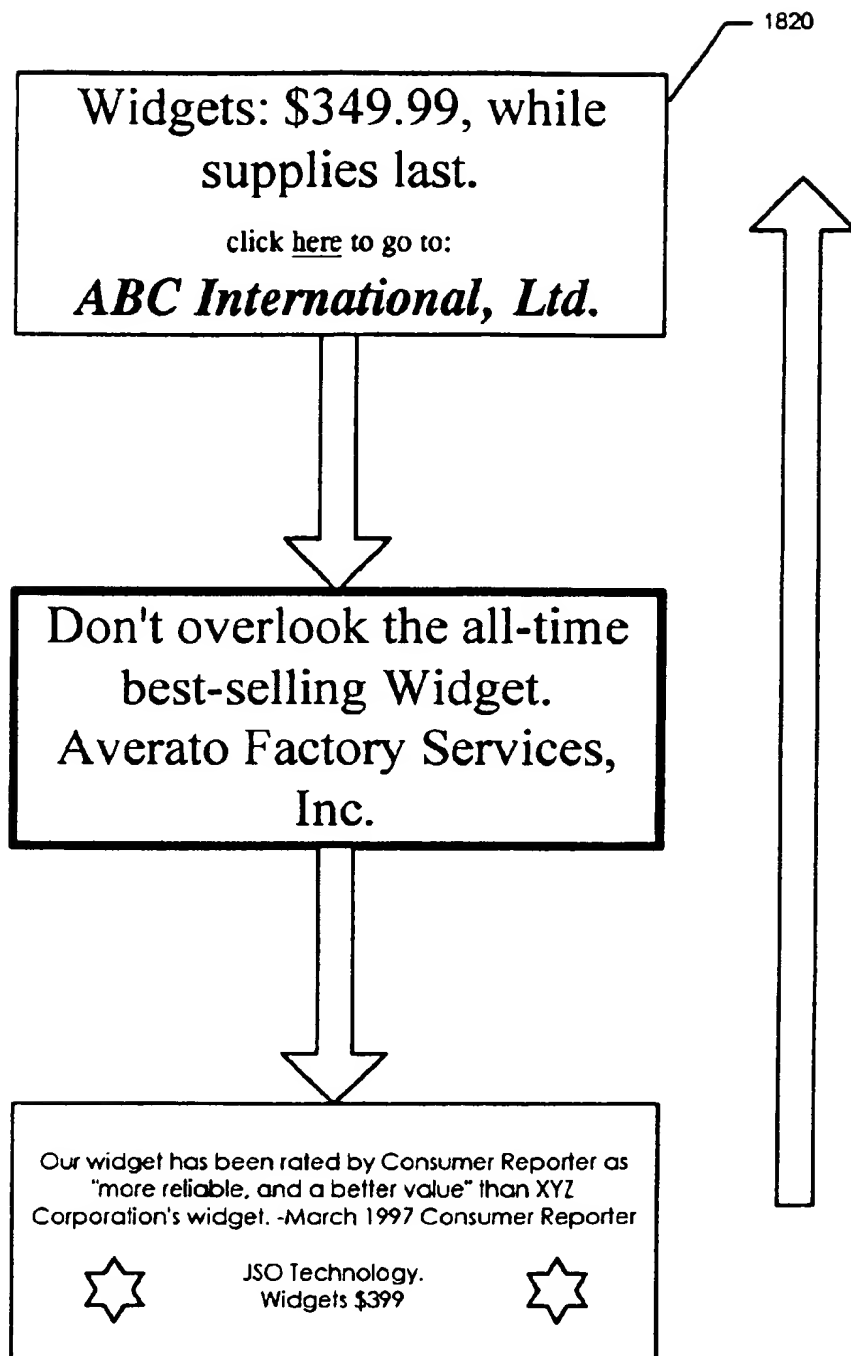 1820
Widgets: $349.99, while
supplies last.
click here to go to:
ABC International, Ltd.
Don't overlook the all-time
best-selling Widget.
Averato Factory Services,
Inc.
Our widget has been rated by Consumer Reporter as
"more reliable, and a better value" than XYZ
Corporation's widget. -March 1997 Consumer Reporter
JSO Technology.
Widgets $399